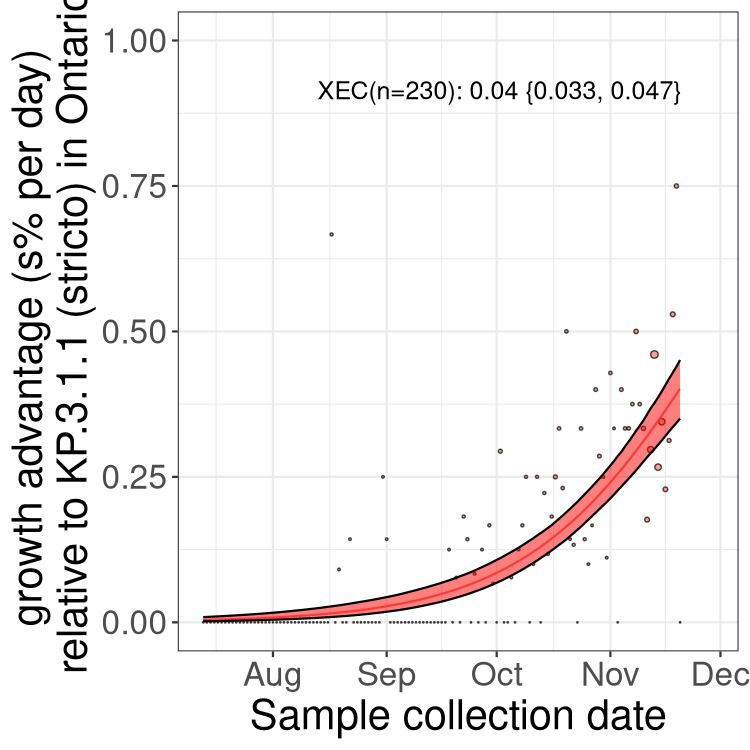 growth advantage (s% per day)
relative to KP.3.1.1 (stricto) in Ontario
1.00
XEC(n=230): 0.04 {0.033, 0.047}
0.75
0.50
0.25
0.00
Aug Sep Oct Nov Dec
Sample collection date